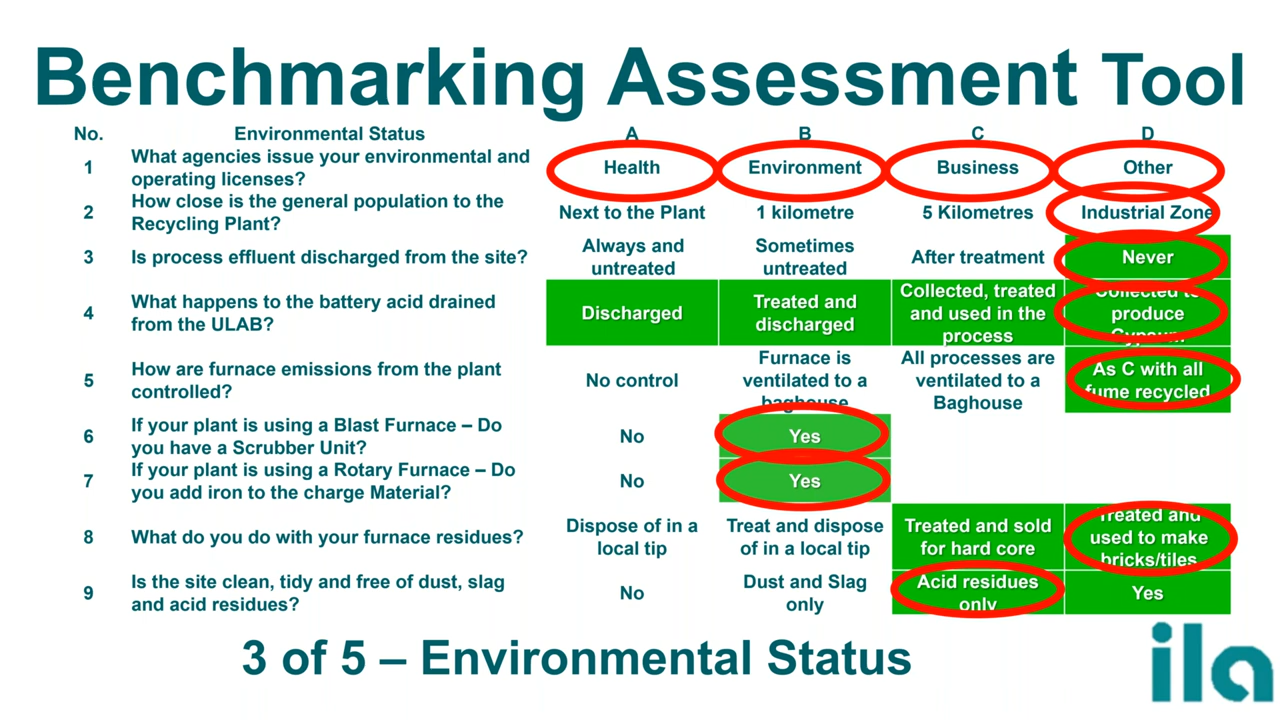 Benchmarking Assessment Tool
No. Environmental Status A B C D
1 What agencies issue your environmental and operating licenses? Health Environment Business Other
2 How close is the general population to the Recycling Plant? Next to the Plant 1 kilometre 5 Kilometres Industrial Zone
3 Is process effluent discharged from the site? Always and untreated Sometimes untreated After treatment Never
4 What happens to the battery acid drained from the ULAB? Discharged Treated and discharged Collected, treated and used in the process Collected to produce Gypsum
5 How are furnace emissions from the plant controlled? No control Furnace is ventilated to a baghouse All processes are ventilated to a Baghouse As C with all fume recycled
6 If your plant is using a Blast Furnace – Do you have a Scrubber Unit? No Yes
7 If your plant is using a Rotary Furnace – Do you add iron to the charge Material? No Yes
8 What do you do with your furnace residues? Dispose of in a local tip Treat and dispose of in a local tip Treated and sold for hard core Treated and used to make bricks/tiles
9 Is the site clean, tidy and free of dust, slag and acid residues? No Dust and Slag only Acid residues only Yes
3 of 5 – Environmental Status
ila